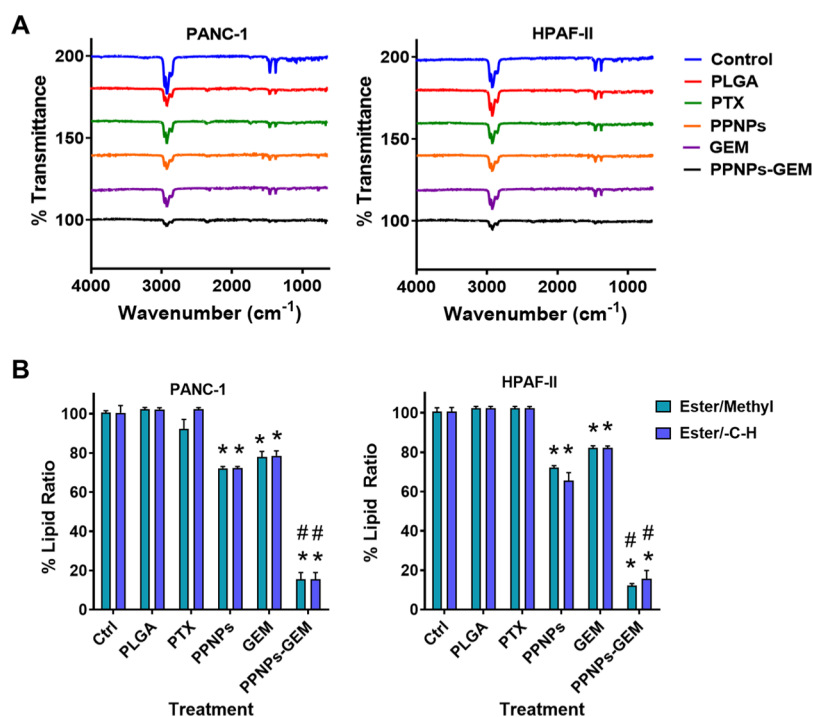 A
PANC-1
HPAF-II
% Transmittance
200
150
100
4000
3000
2000
1000
Wavenumber (cm-1)
% Transmittance
200
150
100
4000
3000
2000
1000
Wavenumber (cm-1)
Control
PLGA
PTX
PPNPs
GEM
PPNPs-GEM
B
PANC-1
HPAF-II
% Lipid Ratio
100
80
60
40
20
0
* *
* *
# #
* *
Ctrl
PLGA
PTX
PPNPs
GEM
PPNPs-GEM
Treatment
% Lipid Ratio
100
80
60
40
20
0
* *
* *
# #
* *
Ctrl
PLGA
PTX
PPNPs
GEM
PPNPs-GEM
Treatment
Ester/Methyl
Ester/-C-H